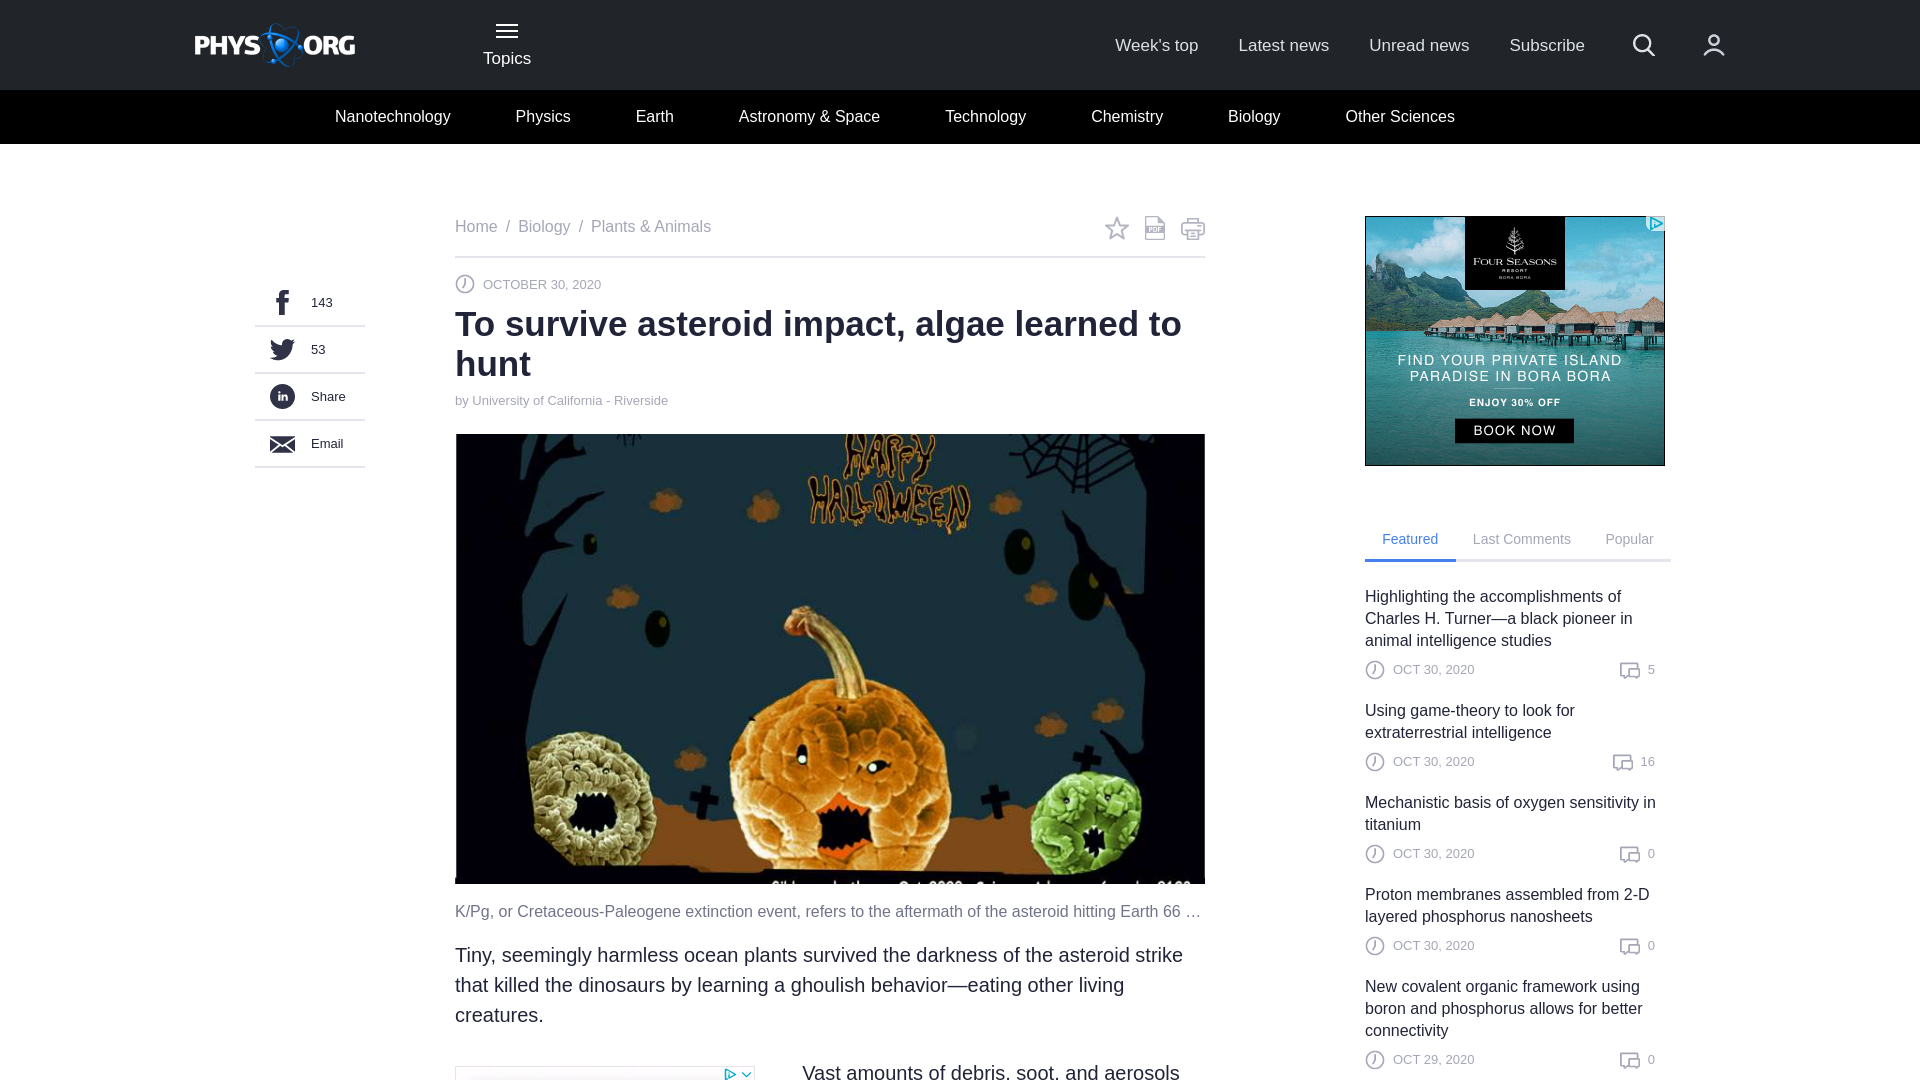 PHYS ORG
Topics
Week's top
Latest news
Unread news
Subscribe
Nanotechnology
Physics
Earth
Astronomy & Space
Technology
Chemistry
Biology
Other Sciences
Home / Biology / Plants & Animals
PDF
143
53
in Share
Email
OCTOBER 30, 2020
To survive asteroid impact, algae learned to
hunt
by University of California - Riverside
HAPPY
HALLOWEEN
K/Pg, or Cretaceous-Paleogene extinction event, refers to the aftermath of the asteroid hitting Earth 66 …
Tiny, seemingly harmless ocean plants survived the darkness of the asteroid strike
that killed the dinosaurs by learning a ghoulish behavior—eating other living
creatures.
Vast amounts of debris, soot, and aerosols
FOUR SEASONS
RESORT
BORA BORA
FIND YOUR PRIVATE ISLAND
PARADISE IN BORA BORA
ENJOY 30% OFF
BOOK NOW
Featured
Last Comments
Popular
Highlighting the accomplishments of
Charles H. Turner—a black pioneer in
animal intelligence studies
OCT 30, 2020 5
Using game-theory to look for
extraterrestrial intelligence
OCT 30, 2020 16
Mechanistic basis of oxygen sensitivity in
titanium
OCT 30, 2020 0
Proton membranes assembled from 2-D
layered phosphorus nanosheets
OCT 30, 2020 0
New covalent organic framework using
boron and phosphorus allows for better
connectivity
OCT 29, 2020 0